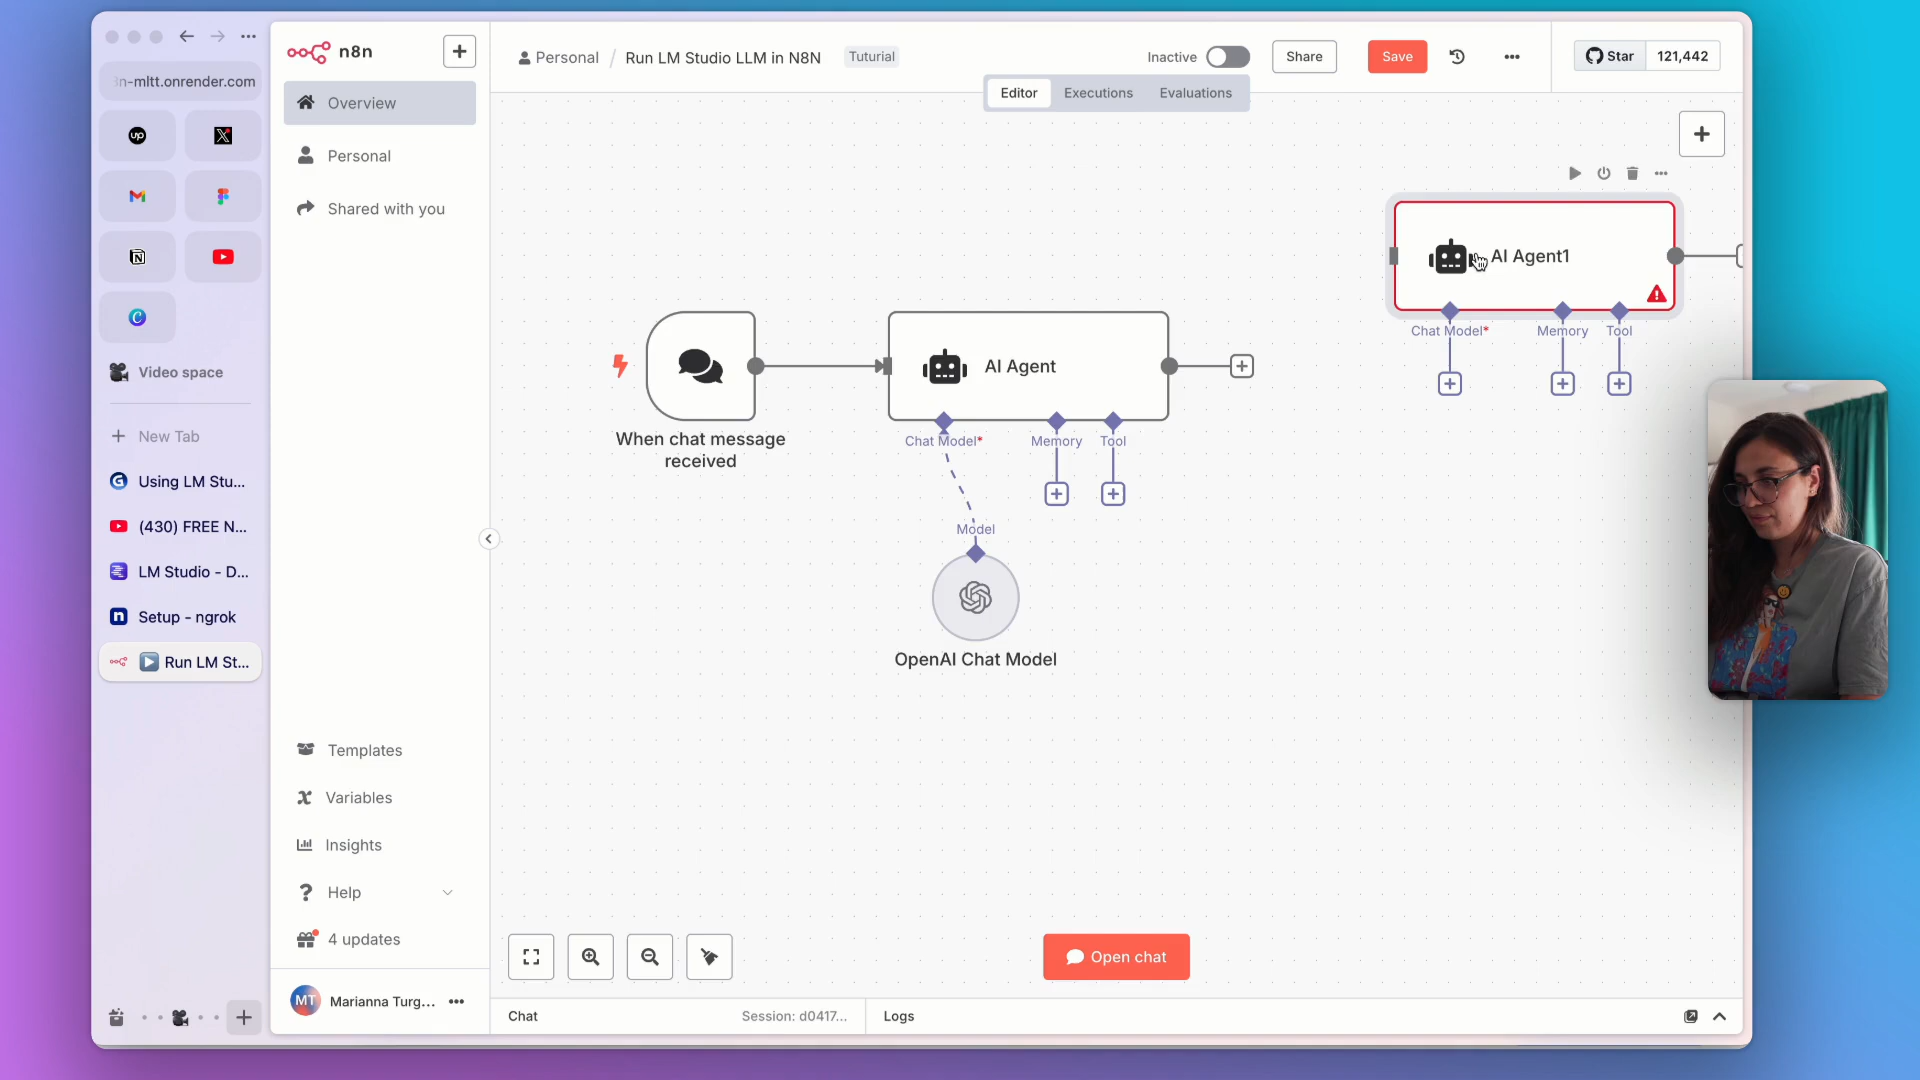 n8n
Personal / Run LM Studio LLM in N8N
Tuturial
Inactive
Share
Save
Star
121,442
n-mltt.onrender.com
Editor
Executions
Evaluations
Overview
Personal
Shared with you
AI Agent1
Chat Model*
Memory
Tool
AI Agent
Chat Model*
Memory
Tool
When chat message
received
Model
OpenAI Chat Model
Video space
New Tab
Using LM Stu...
(430) FREE N...
LM Studio - D...
Setup - ngrok
Run LM St...
Templates
Variables
Insights
Help
4 updates
MT
Marianna Turg...
Open chat
Chat
Session: d0417...
Logs